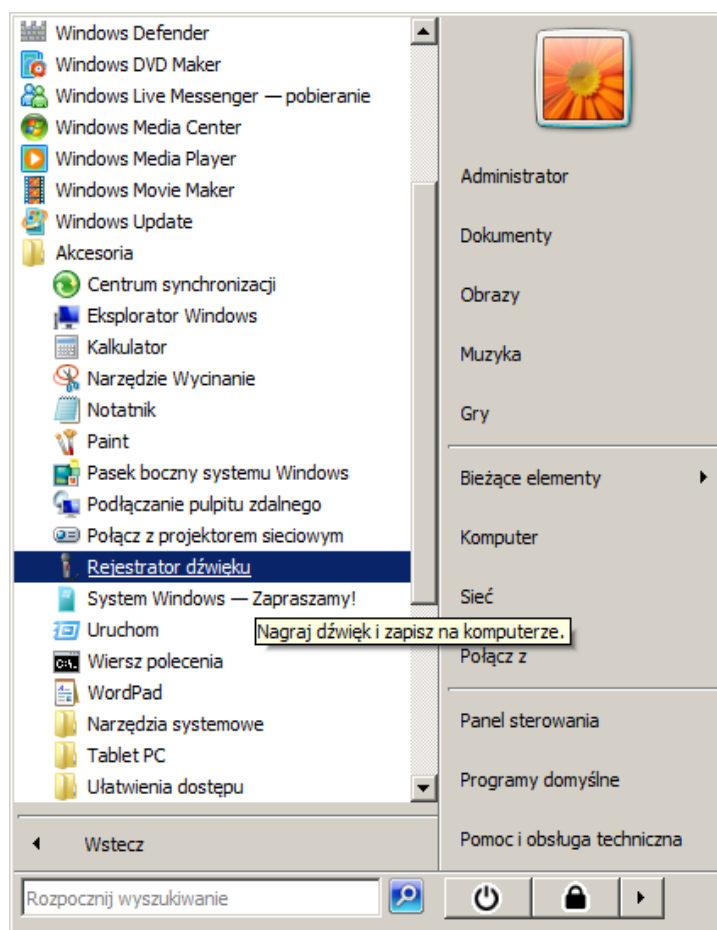 Windows Defender
Windows DVD Maker
Windows Live Messenger — pobieranie
Windows Media Center
Windows Media Player
Windows Movie Maker
Windows Update
Akcesoria
Centrum synchronizacji
Eksplorator Windows
Kalkulator
Narzędzie Wycinanie
Notatnik
Paint
Pasek boczny systemu Windows
Podłączanie pulpitu zdalnego
Połącz z projektorem sieciowym
Rejestrator dźwięku
System Windows — Zapraszamy!
Uruchom
Nagraj dźwięk i zapisz na komputerze.
Wiersz polecenia
WordPad
Narzędzia systemowe
Tablet PC
Ułatwienia dostępu
Wstecz
Rozpocznij wyszukiwanie
Administrator
Dokumenty
Obrazy
Muzyka
Gry
Bieżące elementy
Komputer
Sieć
Połącz z
Panel sterowania
Programy domyślne
Pomoc i obsługa techniczna